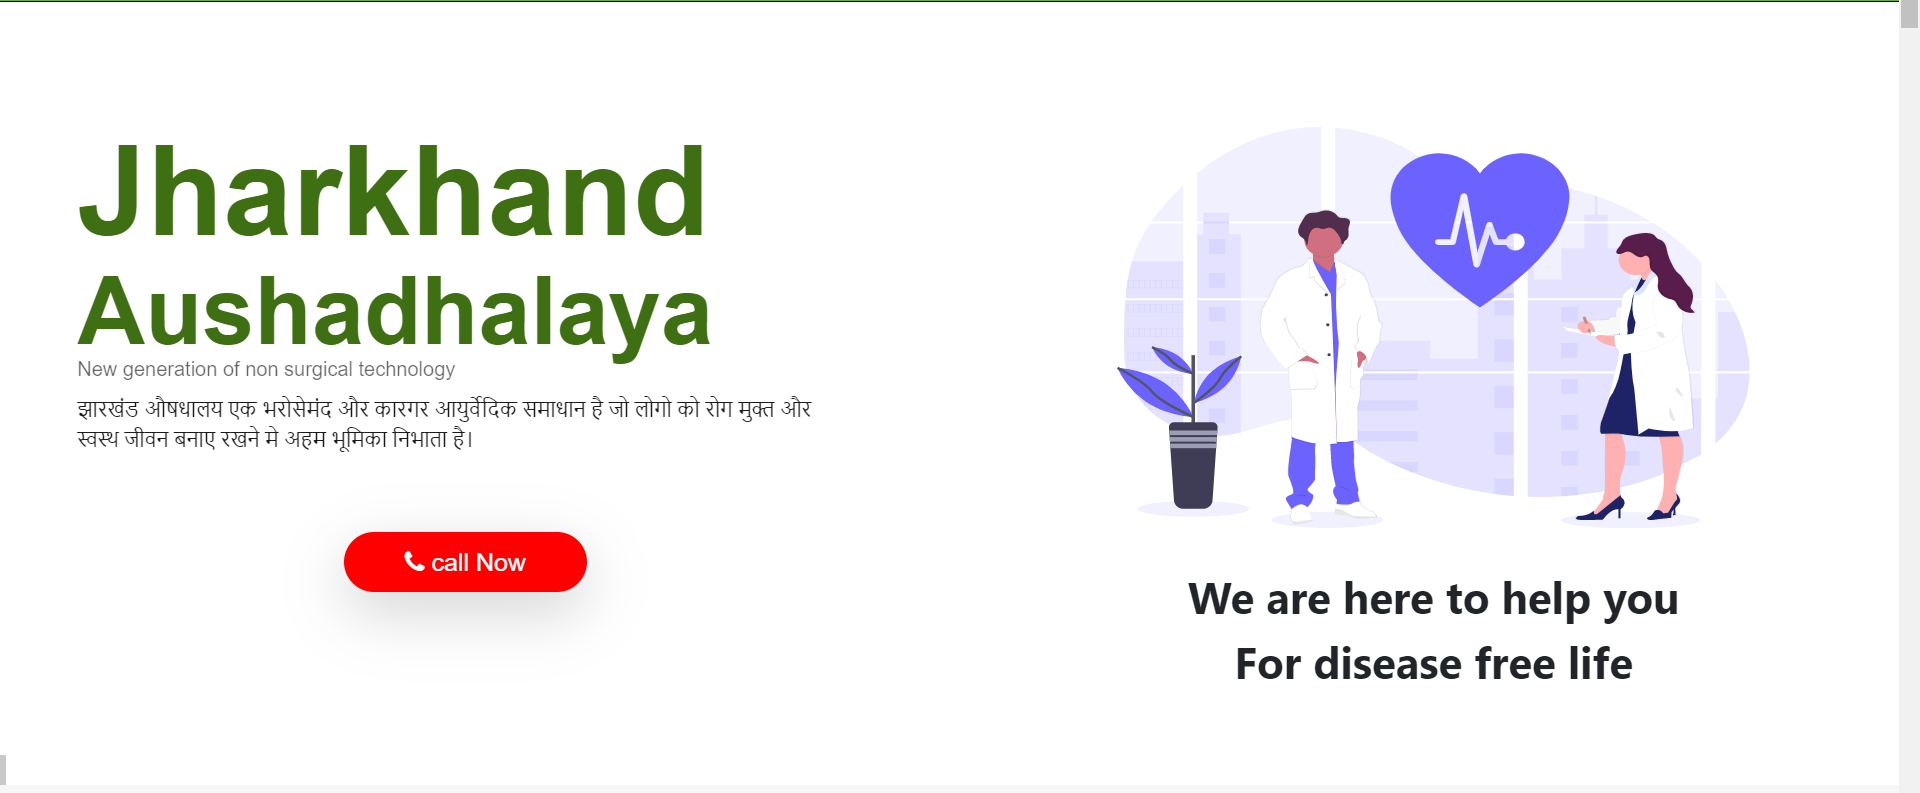 Jharkhand
Aushadhalaya
New generation of non surgical technology
झारखंड औषधालय एक भरोसेमंद और कारगर आयुर्वेदिक समाधान है जो लोगो को रोग मुक्त और
स्वस्थ जीवन बनाए रखने मे अहम भूमिका निभाता है।
call Now
We are here to help you
For disease free life